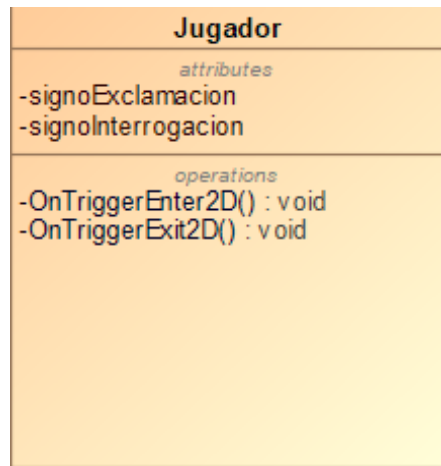 Jugador
attributes
-signoExclamacion
-signoInterrogacion
operations
-OnTriggerEnter2D() : void
-OnTriggerExit2D() : void